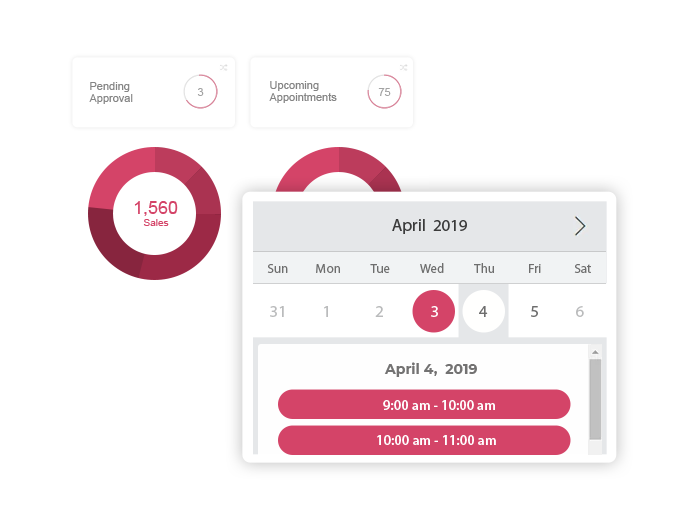 Pending
Approval
3
Upcoming
Appointments
75
1,560
Sales
April 2019
Sun Mon Tue Wed Thu Fri Sat
31 1 2 3 4 5 6
April 4, 2019
9:00 am - 10:00 am
10:00 am - 11:00 am